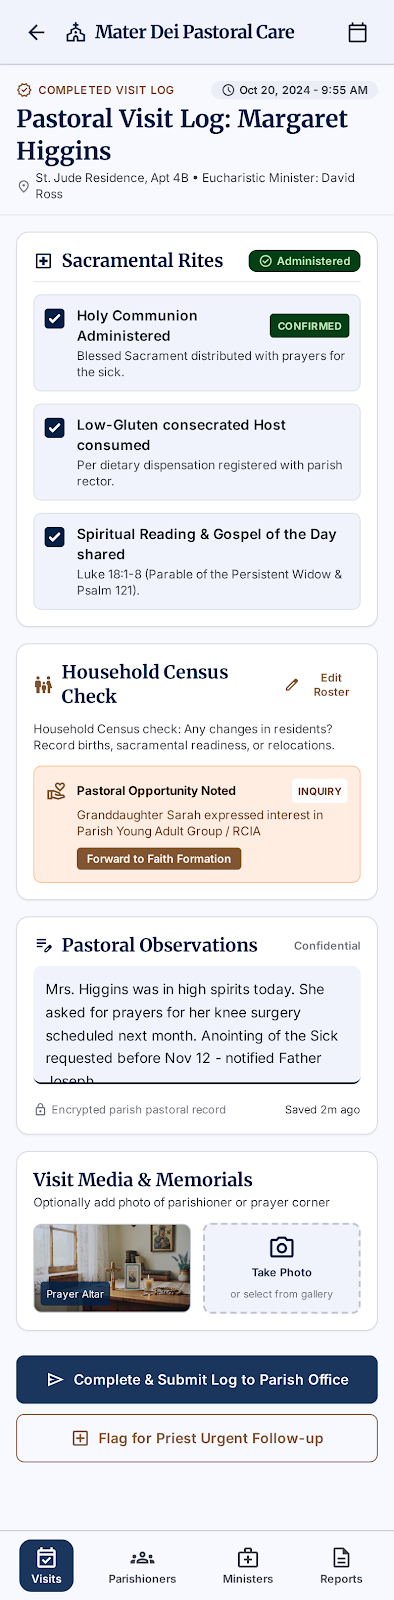 Mater Dei Pastoral Care
COMPLETED VISIT LOG
Oct 20, 2024 - 9:55 AM
Pastoral Visit Log: Margaret
Higgins
St. Jude Residence, Apt 4B • Eucharistic Minister: David
Ross
Sacramental Rites
Administered
Holy Communion
Administered
CONFIRMED
Blessed Sacrament distributed with prayers for
the sick.
Low-Gluten consecrated Host
consumed
Per dietary dispensation registered with parish
rector.
Spiritual Reading & Gospel of the Day
shared
Luke 18:1-8 (Parable of the Persistent Widow &
Psalm 121).
Household Census
Check
Edit
Roster
Household Census check: Any changes in residents?
Record births, sacramental readiness, or relocations.
Pastoral Opportunity Noted
INQUIRY
Granddaughter Sarah expressed interest in
Parish Young Adult Group / RCIA
Forward to Faith Formation
Pastoral Observations
Confidential
Mrs. Higgins was in high spirits today. She
asked for prayers for her knee surgery
scheduled next month. Anointing of the Sick
requested before Nov 12 - notified Father
Joseph
Encrypted parish pastoral record
Saved 2m ago
Visit Media & Memorials
Optionally add photo of parishioner or prayer corner
Prayer Altar
Take Photo
or select from gallery
Complete & Submit Log to Parish Office
Flag for Priest Urgent Follow-up
Visits
Parishioners
Ministers
Reports